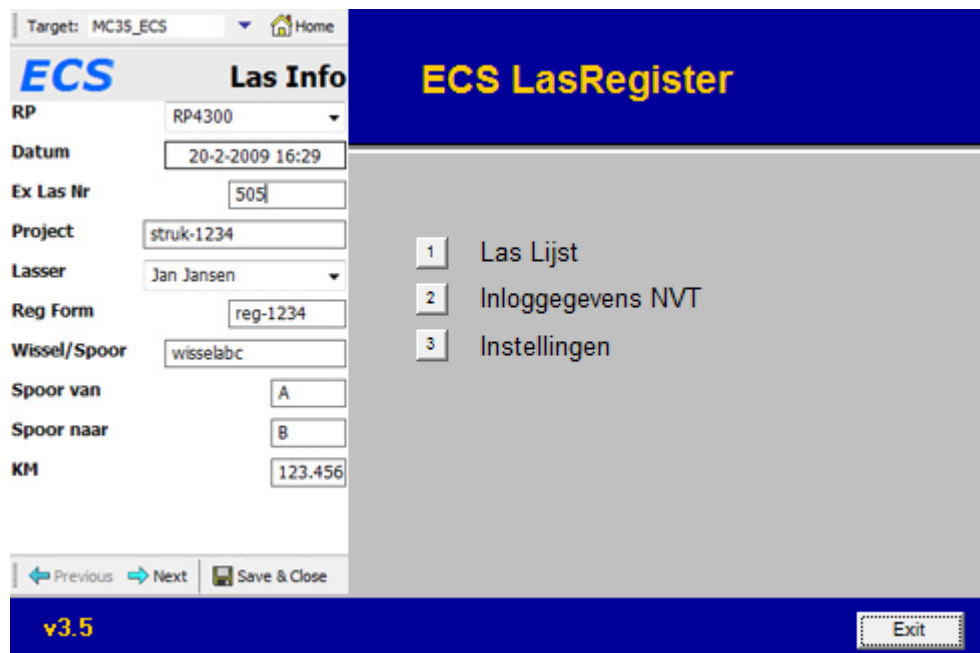 Target: MC35_ECS Home
ECS Las Info
RP RP4300
Datum 20-2-2009 16:29
Ex Las Nr 505
Project struk-1234
Lasser Jan Jansen
Reg Form reg-1234
Wissel/Spoor wisselabc
Spoor van A
Spoor naar B
KM 123.456
Previous Next Save & Close
ECS LasRegister
1 Las Lijst
2 Inloggegevens NVT
3 Instellingen
v3.5 Exit